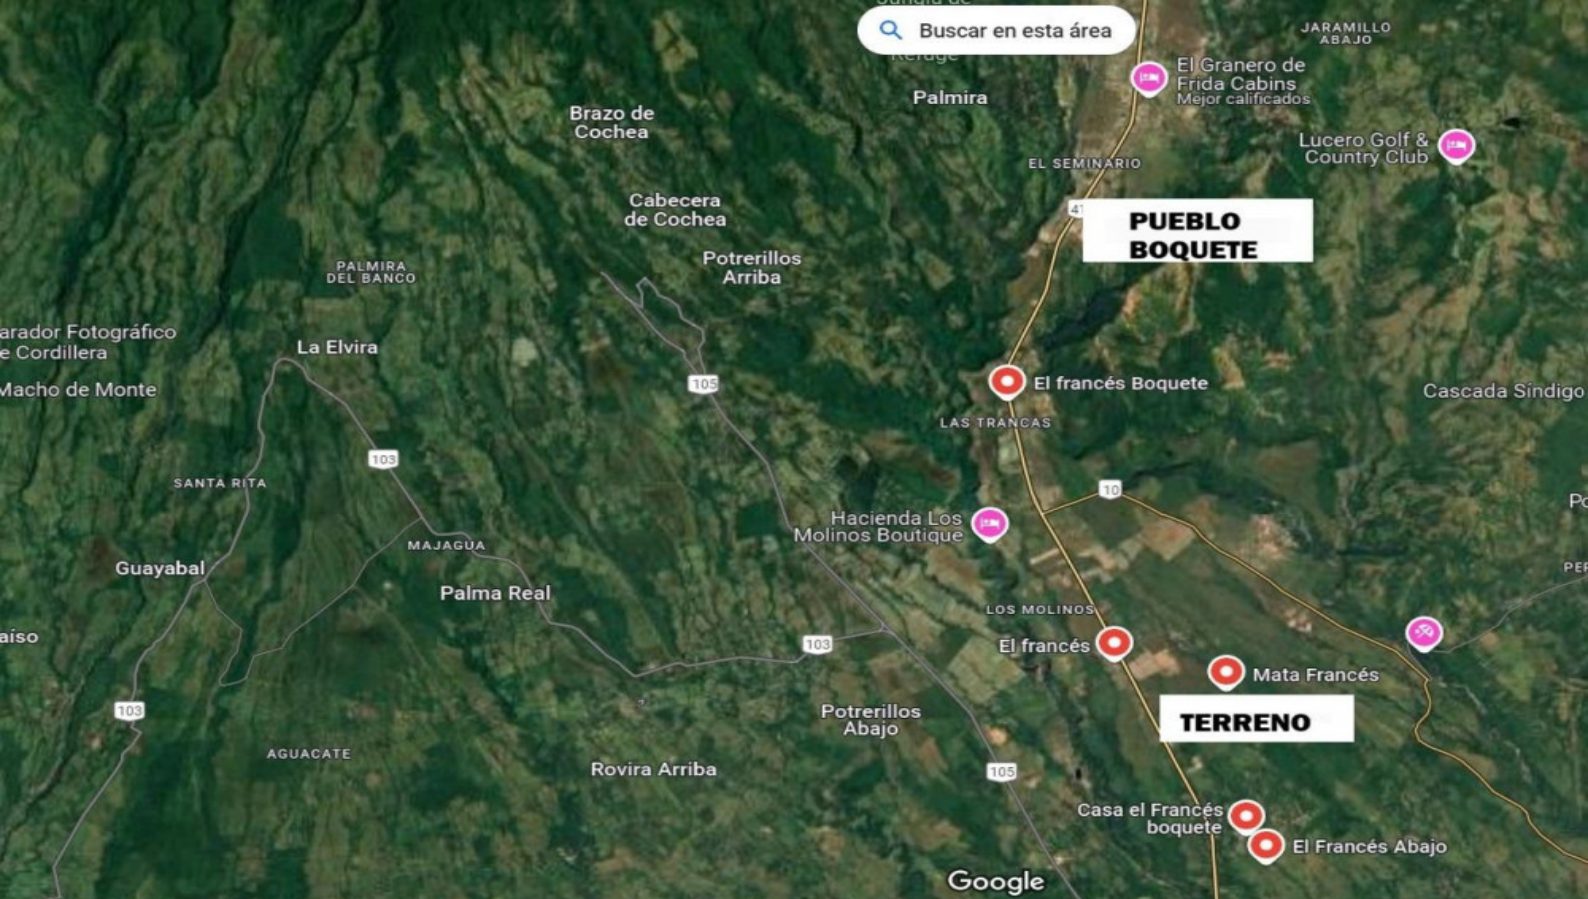 Buscar en esta área
JARAMILLO
ABAJO
El Granero de
Frida Cabins
Mejor calificados
Palmira
Brazo de
Cochea
Lucero Golf &
Country Club
EL SEMINARIO
Cabecera
de Cochea
PUEBLO
BOQUETE
Potrerillos
Arriba
PALMIRA
DEL BANCO
arador Fotográfico
e Cordillera
La Elvira
Macho de Monte
105
El francés Boquete
Cascada Síndigo
LAS TRANCAS
103
SANTA RITA
10
Hacienda Los
Molinos Boutique
MAJAGUA
Guayabal
Palma Real
LOS MOLINOS
aíso
103
El francés
Mata Francés
103
Potrerillos
Abajo
TERRENO
AGUACATE
Rovira Arriba
105
Casa el Francés
boquete
El Francés Abajo
Google